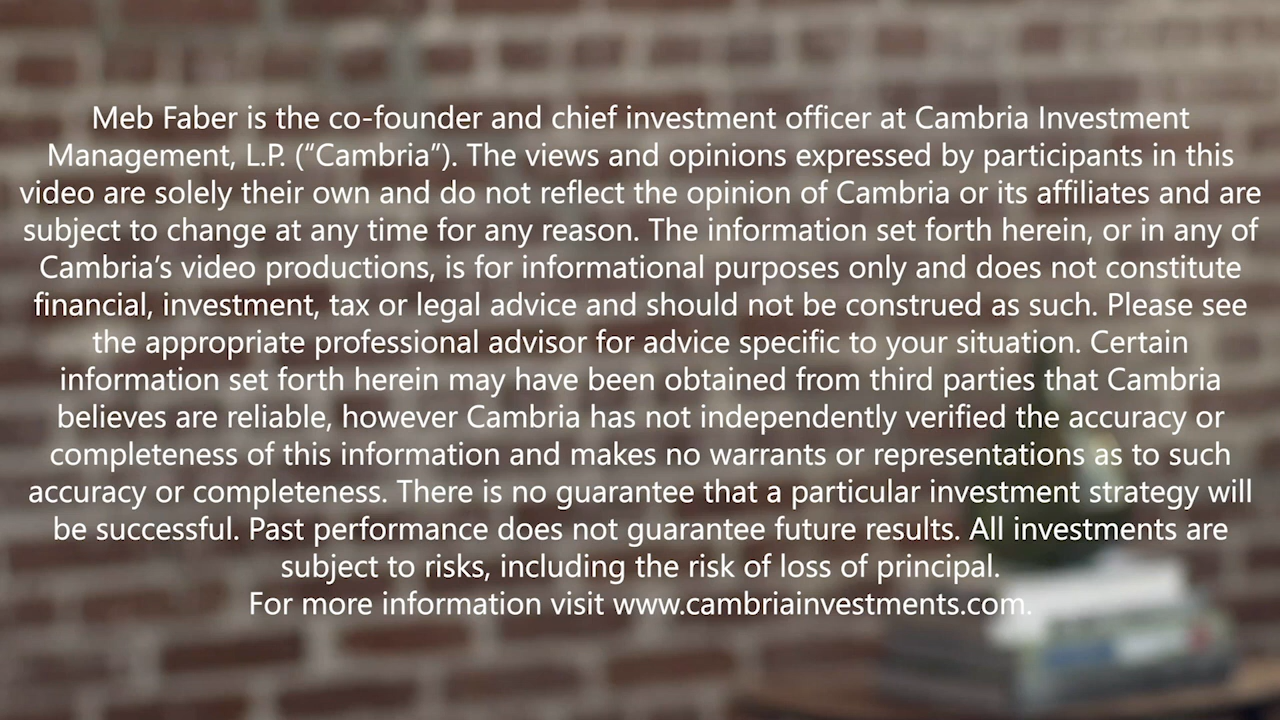 Meb Faber is the co-founder and chief investment officer at Cambria Investment
Management, L.P. (“Cambria”). The views and opinions expressed by participants in this
video are solely their own and do not reflect the opinion of Cambria or its affiliates and are
subject to change at any time for any reason. The information set forth herein, or in any of
Cambria’s video productions, is for informational purposes only and does not constitute
financial, investment, tax or legal advice and should not be construed as such. Please see
the appropriate professional advisor for advice specific to your situation. Certain
information set forth herein may have been obtained from third parties that Cambria
believes are reliable, however Cambria has not independently verified the accuracy or
completeness of this information and makes no warrants or representations as to such
accuracy or completeness. There is no guarantee that a particular investment strategy will
be successful. Past performance does not guarantee future results. All investments are
subject to risks, including the risk of loss of principal.
For more information visit www.cambriainvestments.com.